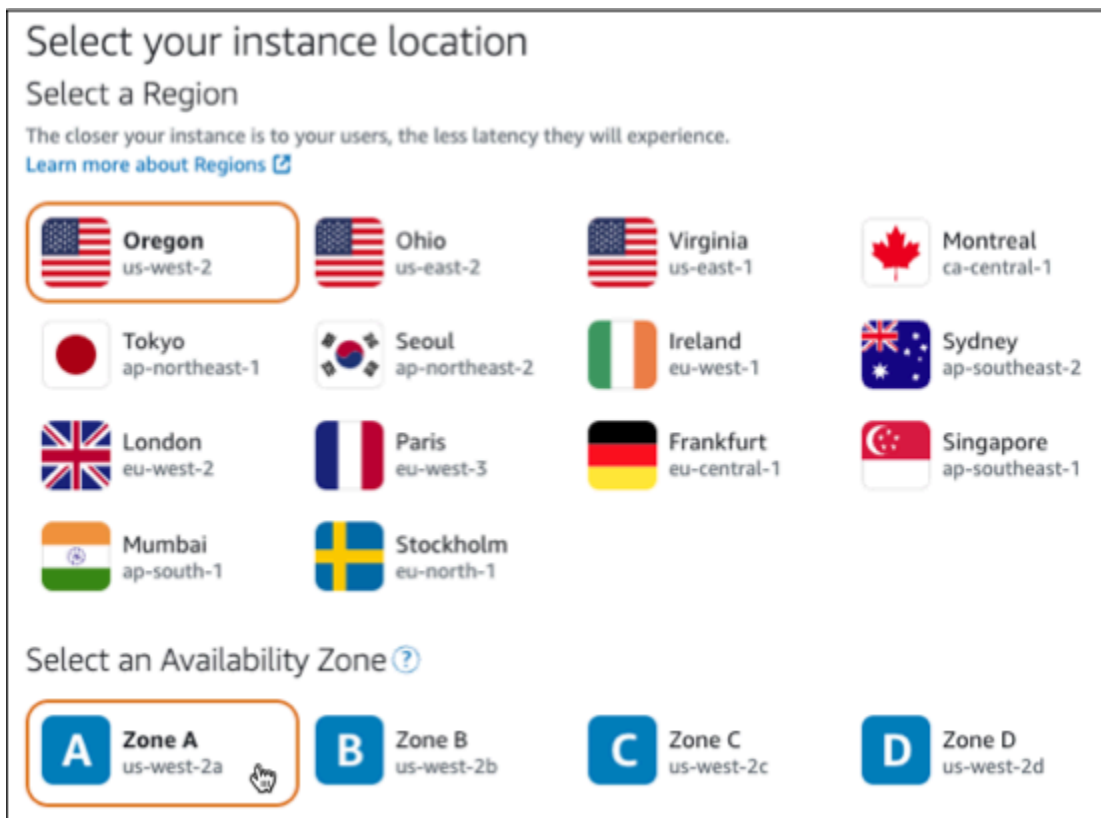 Select your instance location
Select a Region
The closer your instance is to your users, the less latency they will experience.
Learn more about Regions
Oregon
us-west-2
Ohio
us-east-2
Virginia
us-east-1
Montreal
ca-central-1
Tokyo
ap-northeast-1
Seoul
ap-northeast-2
Ireland
eu-west-1
Sydney
ap-southeast-2
London
eu-west-2
Paris
eu-west-3
Frankfurt
eu-central-1
Singapore
ap-southeast-1
Mumbai
ap-south-1
Stockholm
eu-north-1
Select an Availability Zone ?
A
Zone A
us-west-2a
B
Zone B
us-west-2b
C
Zone C
us-west-2c
D
Zone D
us-west-2d